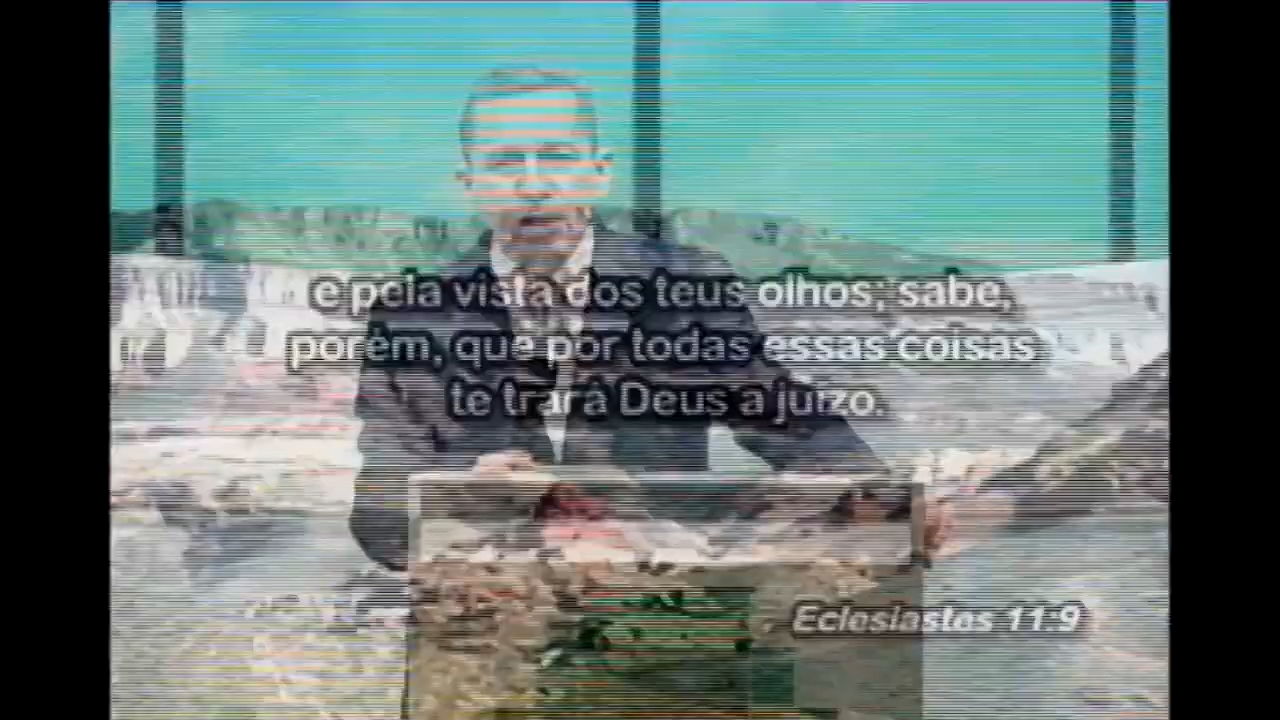 e pela vista dos teus olhos; sabe,
porém, que por todas essas coisas
te trará Deus a juízo.
Eclesiastes 11:9